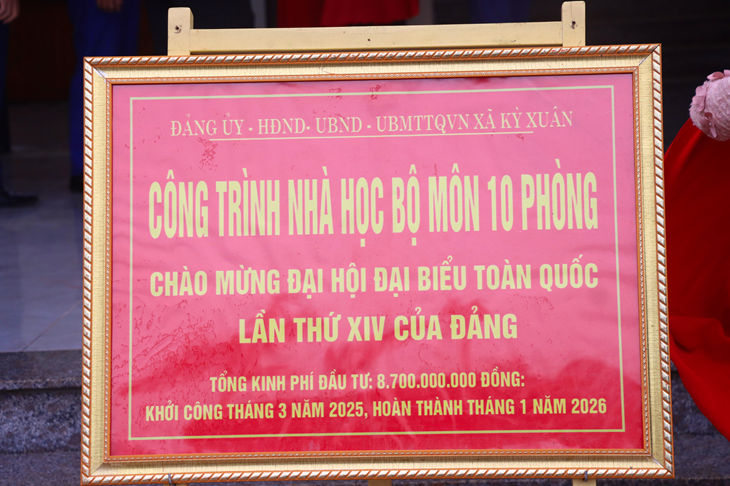 ĐẢNG ỦY - HĐND- UBND - UBMTTQVN XÃ KỲ XUÂN
CÔNG TRÌNH NHÀ HỌC BỘ MÔN 10 PHÒNG
CHÀO MỪNG ĐẠI HỘI ĐẠI BIỂU TOÀN QUỐC
LẦN THỨ XIV CỦA ĐẢNG
TỔNG KINH PHÍ ĐẦU TƯ: 8.700.000.000 ĐỒNG:
KHỞI CÔNG THÁNG 3 NĂM 2025, HOÀN THÀNH THÁNG 1 NĂM 2026